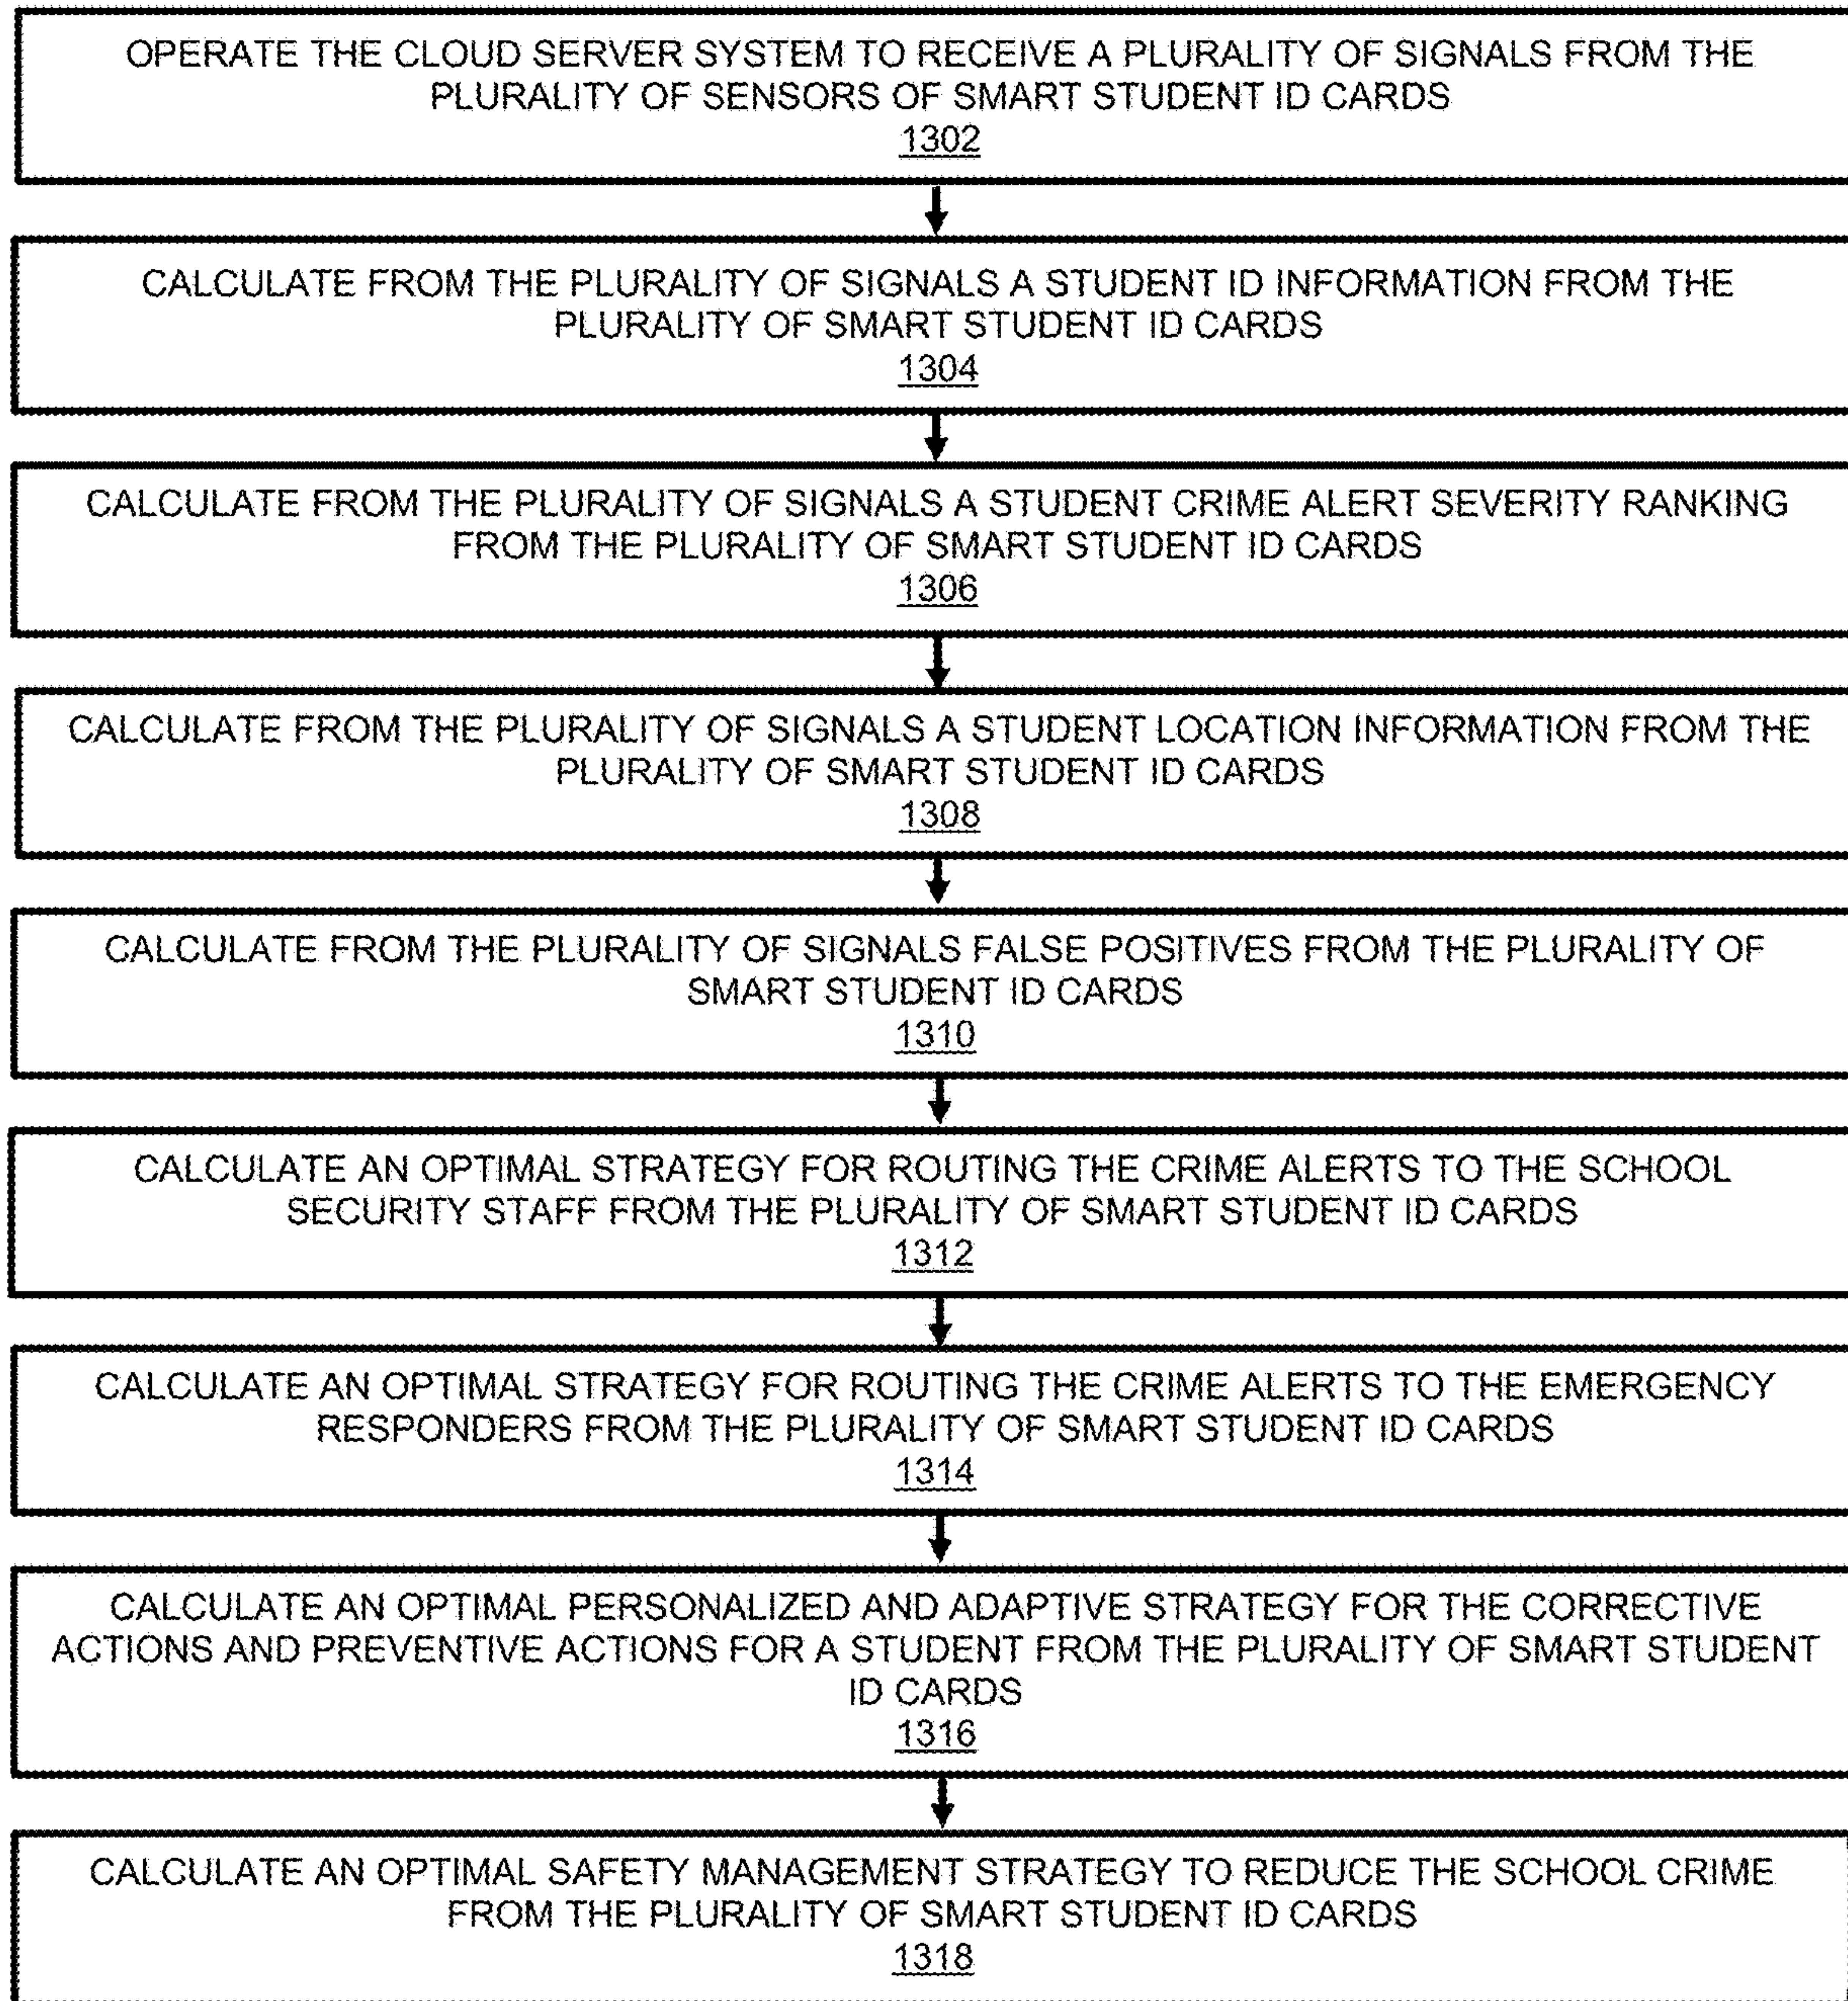 OPERATE THE CLOUD SERVER SYSTEM TO RECEIVE A PLURALITY OF SIGNALS FROM THE
PLURALITY OF SENSORS OF SMART STUDENT ID CARDS
1302
CALCULATE FROM THE PLURALITY OF SIGNALS A STUDENT ID INFORMATION FROM THE
PLURALITY OF SMART STUDENT ID CARDS
1304
CALCULATE FROM THE PLURALITY OF SIGNALS A STUDENT CRIME ALERT SEVERITY RANKING
FROM THE PLURALITY OF SMART STUDENT ID CARDS
1306
CALCULATE FROM THE PLURALITY OF SIGNALS A STUDENT LOCATION INFORMATION FROM THE
PLURALITY OF SMART STUDENT ID CARDS
1308
CALCULATE FROM THE PLURALITY OF SIGNALS FALSE POSITIVES FROM THE PLURALITY OF
SMART STUDENT ID CARDS
1310
CALCULATE AN OPTIMAL STRATEGY FOR ROUTING THE CRIME ALERTS TO THE SCHOOL
SECURITY STAFF FROM THE PLURALITY OF SMART STUDENT ID CARDS
1312
CALCULATE AN OPTIMAL STRATEGY FOR ROUTING THE CRIME ALERTS TO THE EMERGENCY
RESPONDERS FROM THE PLURALITY OF SMART STUDENT ID CARDS
1314
CALCULATE AN OPTIMAL PERSONALIZED AND ADAPTIVE STRATEGY FOR THE CORRECTIVE
ACTIONS AND PREVENTIVE ACTIONS FOR A STUDENT FROM THE PLURALITY OF SMART STUDENT
ID CARDS
1316
CALCULATE AN OPTIMAL SAFETY MANAGEMENT STRATEGY TO REDUCE THE SCHOOL CRIME
FROM THE PLURALITY OF SMART STUDENT ID CARDS
1318